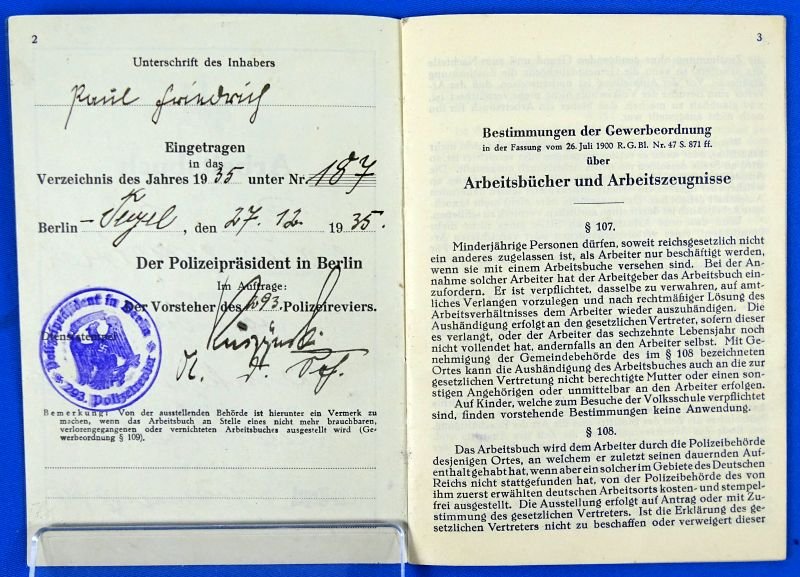 2
Unterschrift des Inhabers
Paul Friedrich
Eingetragen
in das
Verzeichnis des Jahres 1935 unter Nr. 187
Berlin-Tegel, den 27. 12. 1935.
Der Polizeipräsident in Berlin
Im Auftrage:
Der Vorsteher des 293. Polizeireviers.
Dienststempel
Polizeipräsident in Berlin
293. Polizeirevier
Bemerkung: Von der ausstellenden Behörde ist hierunter ein Vermerk zu
machen, wenn das Arbeitsbuch an Stelle eines nicht mehr brauchbaren,
verlorengegangenen oder vernichteten Arbeitsbuches ausgestellt wird (Ge-
werbeordnung § 109).
3
Bestimmungen der Gewerbeordnung
in der Fassung vom 26. Juli 1900 R.G.Bl. Nr. 47 S. 871 ff.
über
Arbeitsbücher und Arbeitszeugnisse
§ 107.
Minderjährige Personen dürfen, soweit reichsgesetzlich nicht
ein anderes zugelassen ist, als Arbeiter nur beschäftigt werden,
wenn sie mit einem Arbeitsbuche versehen sind. Bei der An-
nahme solcher Arbeiter hat der Arbeitgeber das Arbeitsbuch ein-
zufordern. Er ist verpflichtet, dasselbe zu verwahren, auf amt-
liches Verlangen vorzulegen und nach rechtmäßiger Lösung des
Arbeitsverhältnisses dem Arbeiter wieder auszuhändigen. Die
Aushändigung erfolgt an den gesetzlichen Vertreter, sofern dieser
es verlangt, oder der Arbeiter das sechzehnte Lebensjahr noch
nicht vollendet hat, andernfalls an den Arbeiter selbst. Mit Ge-
nehmigung der Gemeindebehörde des im § 108 bezeichneten
Ortes kann die Aushändigung des Arbeitsbuches auch an die zur
gesetzlichen Vertretung nicht berechtigte Mutter oder einen son-
stigen Angehörigen oder unmittelbar an den Arbeiter erfolgen.
Auf Kinder, welche zum Besuche der Volksschule verpflichtet
sind, finden vorstehende Bestimmungen keine Anwendung.
§ 108.
Das Arbeitsbuch wird dem Arbeiter durch die Polizeibehörde
desjenigen Ortes, an welchem er zuletzt seinen dauernden Auf-
enthalt gehabt hat, wenn aber ein solcher im Gebiete des Deutschen
Reichs nicht stattgefunden hat, von der Polizeibehörde des von
ihm zuerst erwählten deutschen Arbeitsorts kosten- und stempel-
frei ausgestellt. Die Ausstellung erfolgt auf Antrag oder mit Zu-
stimmung des gesetzlichen Vertreters. Ist die Erklärung des ge-
setzlichen Vertreters nicht zu beschaffen oder verweigert dieser